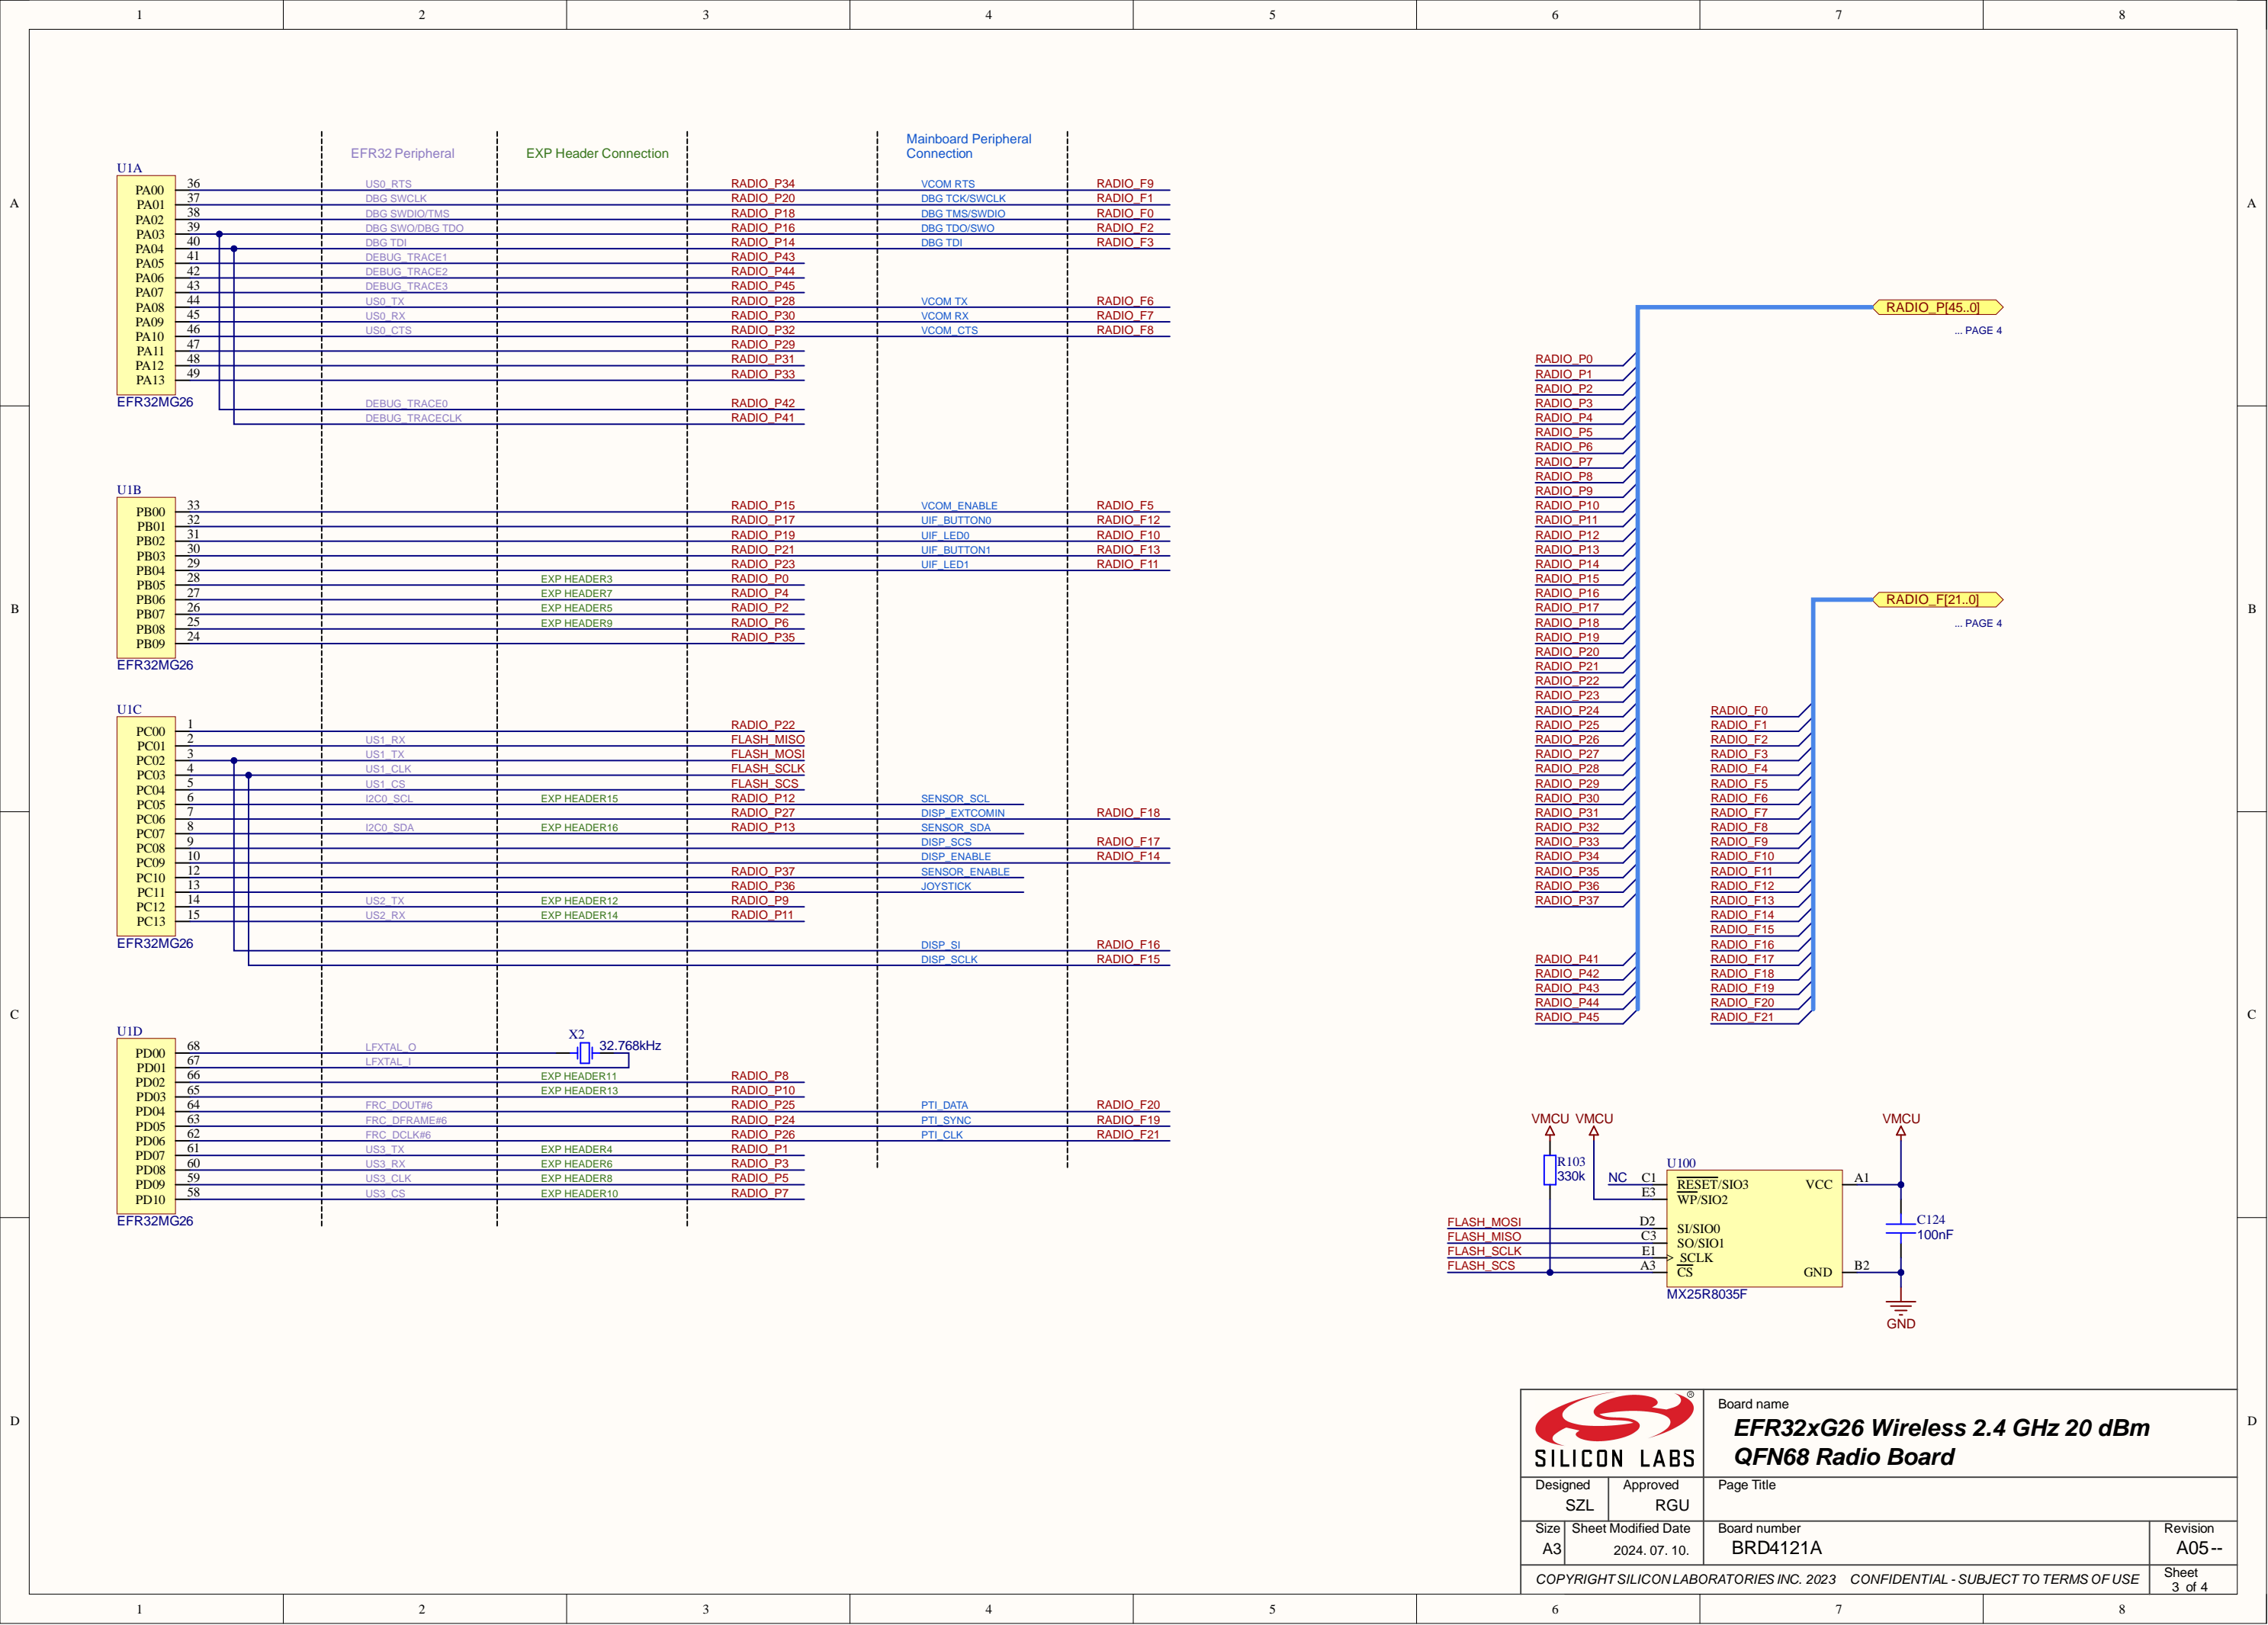 1 2 3 4 5 6 7 8
A A
B B
C C
D D
EFR32 Peripheral EXP Header Connection Mainboard Peripheral
Connection
U1A
PA00 36 US0_RTS RADIO_P34 VCOM RTS RADIO_F9
PA01 37 DBG SWCLK RADIO_P20 DBG TCK/SWCLK RADIO_F1
PA02 38 DBG SWDIO/TMS RADIO_P18 DBG TMS/SWDIO RADIO_F0
PA03 39 DBG SWO/DBG TDO RADIO_P16 DBG TDO/SWO RADIO_F2
PA04 40 DBG TDI RADIO_P14 DBG TDI RADIO_F3
PA05 41 DEBUG_TRACE1 RADIO_P43
PA06 42 DEBUG_TRACE2 RADIO_P44
PA07 43 DEBUG_TRACE3 RADIO_P45
PA08 44 US0_TX RADIO_P28 VCOM TX RADIO_F6
PA09 45 US0_RX RADIO_P30 VCOM RX RADIO_F7
PA10 46 US0_CTS RADIO_P32 VCOM_CTS RADIO_F8
PA11 47 RADIO_P29
PA12 48 RADIO_P31
PA13 49 RADIO_P33
EFR32MG26
DEBUG_TRACE0 RADIO_P42
DEBUG_TRACECLK RADIO_P41
U1B
PB00 33 RADIO_P15 VCOM_ENABLE RADIO_F5
PB01 32 RADIO_P17 UIF_BUTTON0 RADIO_F12
PB02 31 RADIO_P19 UIF_LED0 RADIO_F10
PB03 30 RADIO_P21 UIF_BUTTON1 RADIO_F13
PB04 29 RADIO_P23 UIF_LED1 RADIO_F11
PB05 28 EXP HEADER3 RADIO_P0
PB06 27 EXP HEADER7 RADIO_P4
PB07 26 EXP HEADER5 RADIO_P2
PB08 25 EXP HEADER9 RADIO_P6
PB09 24 RADIO_P35
EFR32MG26
U1C
PC00 1 RADIO_P22
PC01 2 US1_RX FLASH_MISO
PC02 3 US1_TX FLASH_MOSI
PC03 4 US1_CLK FLASH_SCLK
PC04 5 US1_CS FLASH_SCS
PC05 6 I2C0_SCL EXP HEADER15 RADIO_P12 SENSOR_SCL
PC06 7 RADIO_P27 DISP_EXTCOMIN RADIO_F18
PC07 8 I2C0_SDA EXP HEADER16 RADIO_P13 SENSOR_SDA
PC08 9 DISP_SCS RADIO_F17
PC09 10 DISP_ENABLE RADIO_F14
PC10 12 RADIO_P37 SENSOR_ENABLE
PC11 13 RADIO_P36 JOYSTICK
PC12 14 US2_TX EXP HEADER12 RADIO_P9
PC13 15 US2_RX EXP HEADER14 RADIO_P11
EFR32MG26
DISP_SI RADIO_F16
DISP_SCLK RADIO_F15
U1D
X2
32.768kHz
PD00 68 LFXTAL_O
PD01 67 LFXTAL_I
PD02 66 EXP HEADER11 RADIO_P8
PD03 65 EXP HEADER13 RADIO_P10
PD04 64 FRC_DOUT#6 RADIO_P25 PTI_DATA RADIO_F20
PD05 63 FRC_DFRAME#6 RADIO_P24 PTI_SYNC RADIO_F19
PD06 62 FRC_DCLK#6 RADIO_P26 PTI_CLK RADIO_F21
PD07 61 US3_TX EXP HEADER4 RADIO_P1
PD08 60 US3_RX EXP HEADER6 RADIO_P3
PD09 59 US3_CLK EXP HEADER8 RADIO_P5
PD10 58 US3_CS EXP HEADER10 RADIO_P7
EFR32MG26
RADIO_P[45..0]
... PAGE 4
RADIO_P0
RADIO_P1
RADIO_P2
RADIO_P3
RADIO_P4
RADIO_P5
RADIO_P6
RADIO_P7
RADIO_P8
RADIO_P9
RADIO_P10
RADIO_P11
RADIO_P12
RADIO_P13
RADIO_P14
RADIO_P15
RADIO_P16
RADIO_P17
RADIO_P18
RADIO_P19
RADIO_P20
RADIO_P21
RADIO_P22
RADIO_P23
RADIO_P24
RADIO_P25
RADIO_P26
RADIO_P27
RADIO_P28
RADIO_P29
RADIO_P30
RADIO_P31
RADIO_P32
RADIO_P33
RADIO_P34
RADIO_P35
RADIO_P36
RADIO_P37
RADIO_P41
RADIO_P42
RADIO_P43
RADIO_P44
RADIO_P45
RADIO_F[21..0]
... PAGE 4
RADIO_F0
RADIO_F1
RADIO_F2
RADIO_F3
RADIO_F4
RADIO_F5
RADIO_F6
RADIO_F7
RADIO_F8
RADIO_F9
RADIO_F10
RADIO_F11
RADIO_F12
RADIO_F13
RADIO_F14
RADIO_F15
RADIO_F16
RADIO_F17
RADIO_F18
RADIO_F19
RADIO_F20
RADIO_F21
VMCU VMCU VMCU
R103
330k
U100
NC C1 RESET/SIO3 VCC A1
E3 WP/SIO2
FLASH_MOSI D2 SI/SIO0
FLASH_MISO C3 SO/SIO1
FLASH_SCLK E1 SCLK
FLASH_SCS A3 CS GND B2
MX25R8035F
C124
100nF
GND
SILICON LABS ®
Board name
EFR32xG26 Wireless 2.4 GHz 20 dBm
QFN68 Radio Board
Designed Approved Page Title
SZL RGU
Size Sheet Modified Date Board number Revision
A3 2024. 07. 10. BRD4121A A05--
COPYRIGHT SILICON LABORATORIES INC. 2023 CONFIDENTIAL - SUBJECT TO TERMS OF USE
Sheet
3 of 4
1 2 3 4 5 6 7 8